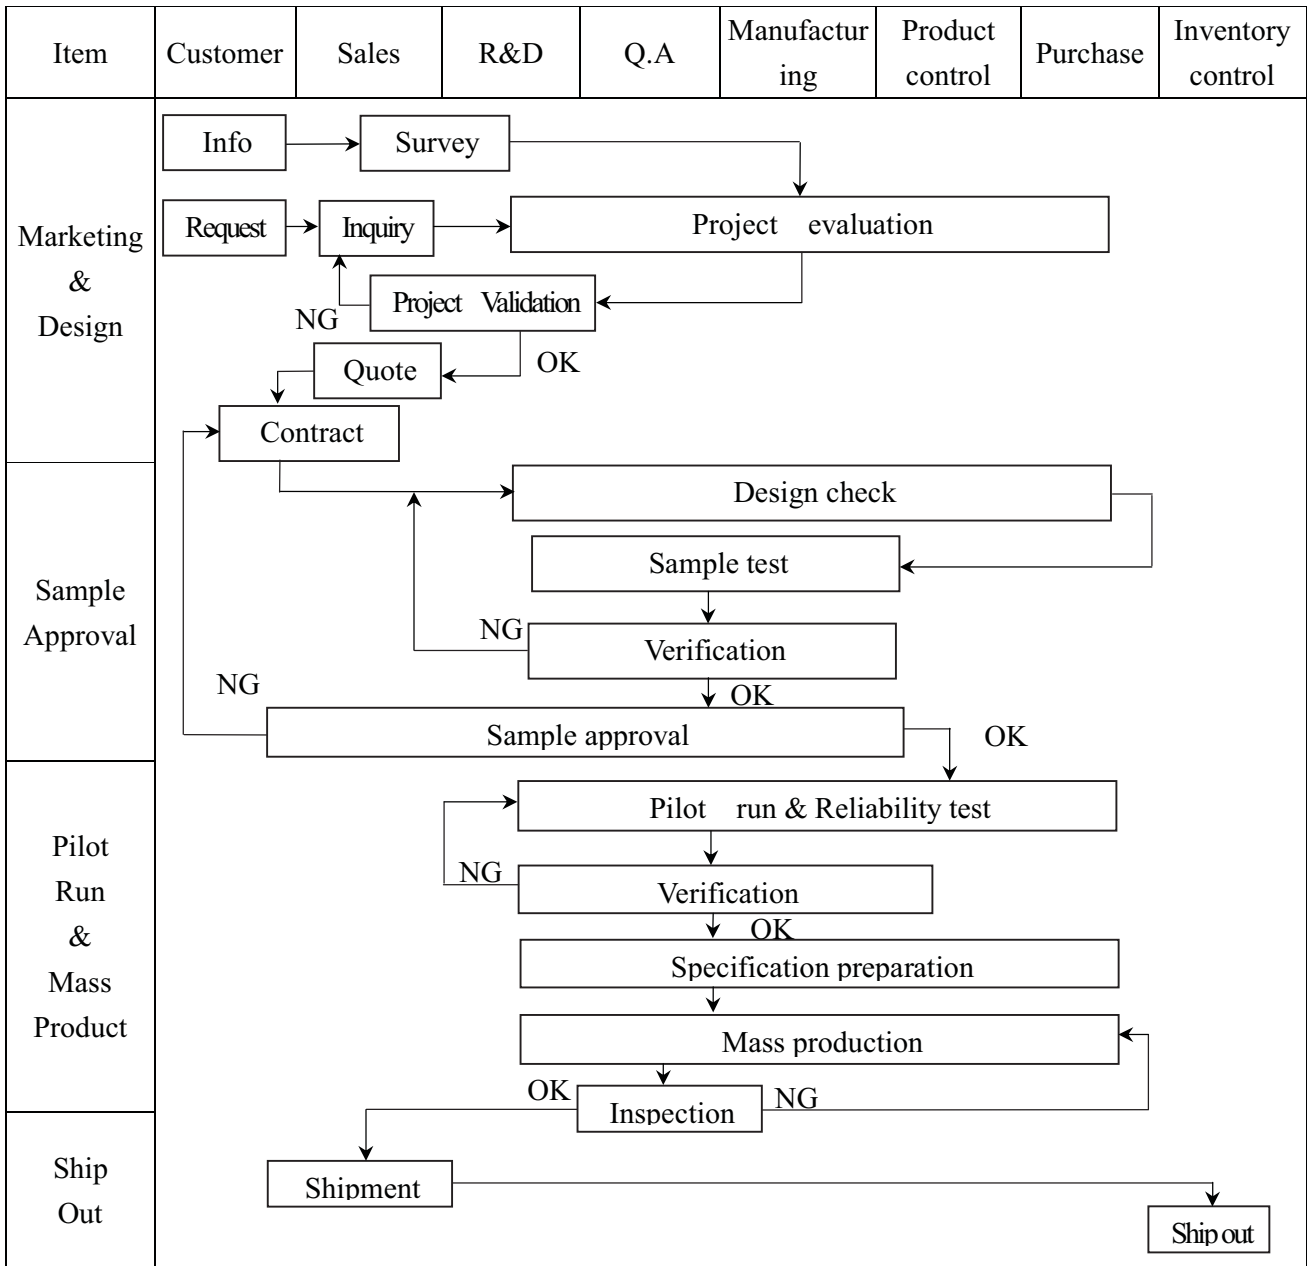 Item Customer Sales R&D Q.A Manufactur
ing Product
control Purchase Inventory
control
Marketing
&
Design
Info Survey
Request Inquiry Project evaluation
Project Validation
NG
Quote OK
Contract
Sample
Approval
Design check
Sample test
NG Verification
OK
NG
Sample approval OK
Pilot
Run
&
Mass
Product
Pilot run & Reliability test
NG Verification
OK
Specification preparation
Mass production
OK Inspection NG
Ship
Out
Shipment
Ship out